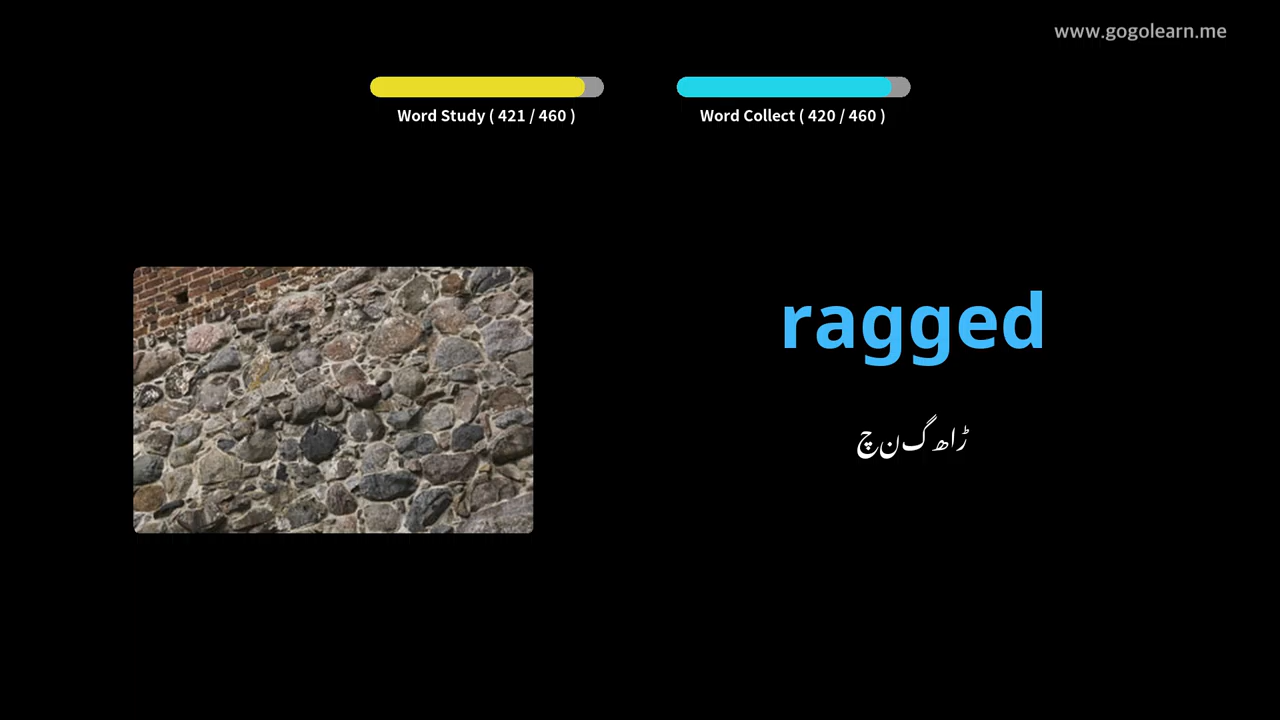 www.gogolearn.me
Word Study ( 421 / 460 )
Word Collect ( 420 / 460 )
ragged
ڑاھ گ ن چ